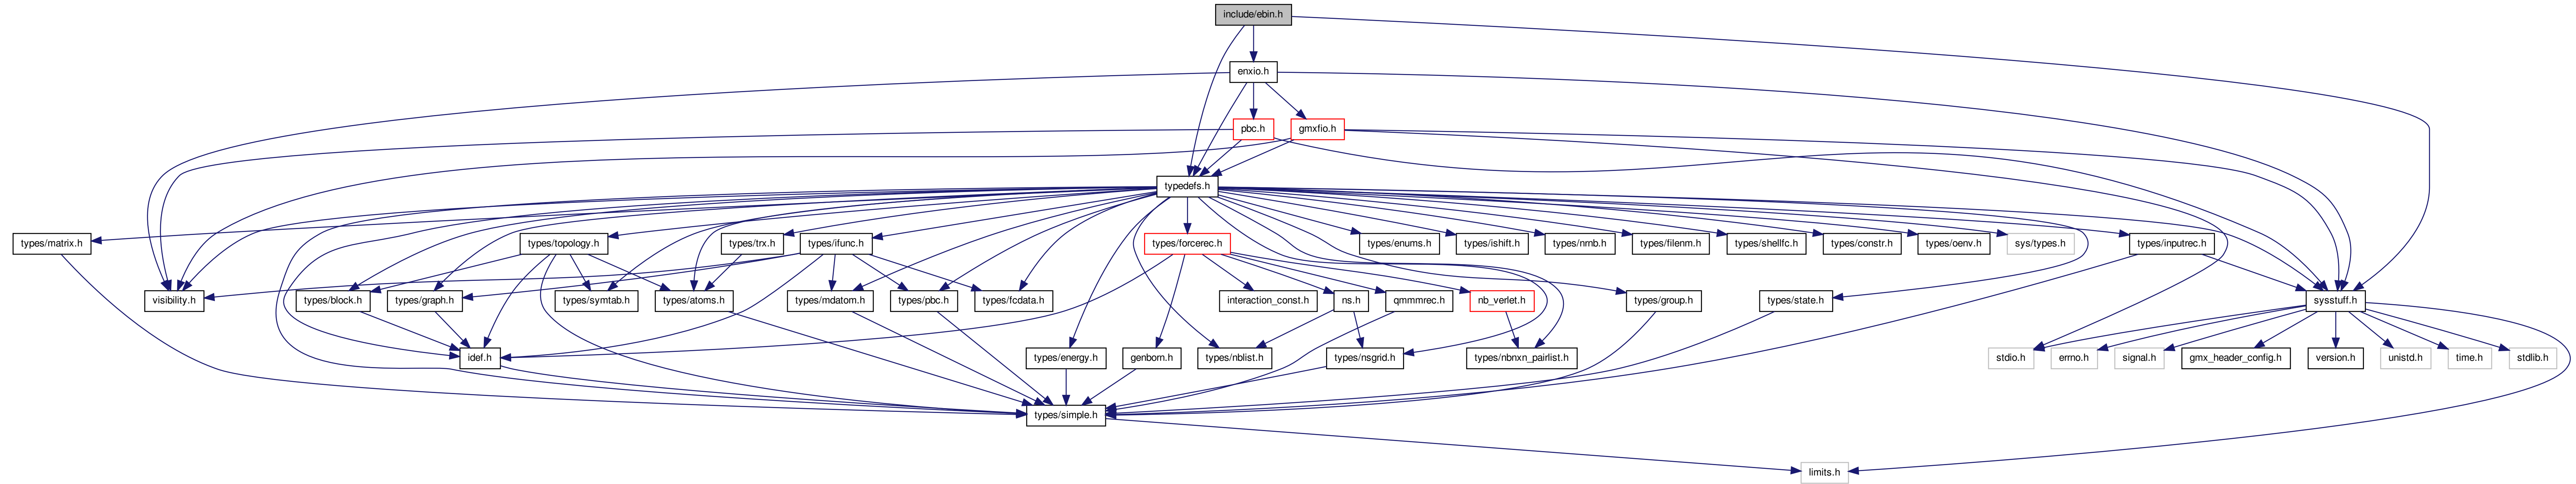 include/ebin.h
enxio.h
pbc.h
gmxfio.h
typedefs.h
types/matrix.h
types/topology.h
types/trx.h
types/ifunc.h
types/forcerec.h
types/enums.h
types/ishift.h
types/nrnb.h
types/filenm.h
types/shellfc.h
types/constr.h
types/oenv.h
sys/types.h
types/inputrec.h
visibility.h
types/block.h
types/graph.h
types/symtab.h
types/atoms.h
types/mdatom.h
types/pbc.h
types/fcdata.h
interaction_const.h
ns.h
qmmmrec.h
nb_verlet.h
types/group.h
types/state.h
sysstuff.h
idef.h
types/energy.h
genborn.h
types/nblist.h
types/nsgrid.h
types/nbnxn_pairlist.h
stdio.h
errno.h
signal.h
gmx_header_config.h
version.h
unistd.h
time.h
stdlib.h
types/simple.h
limits.h